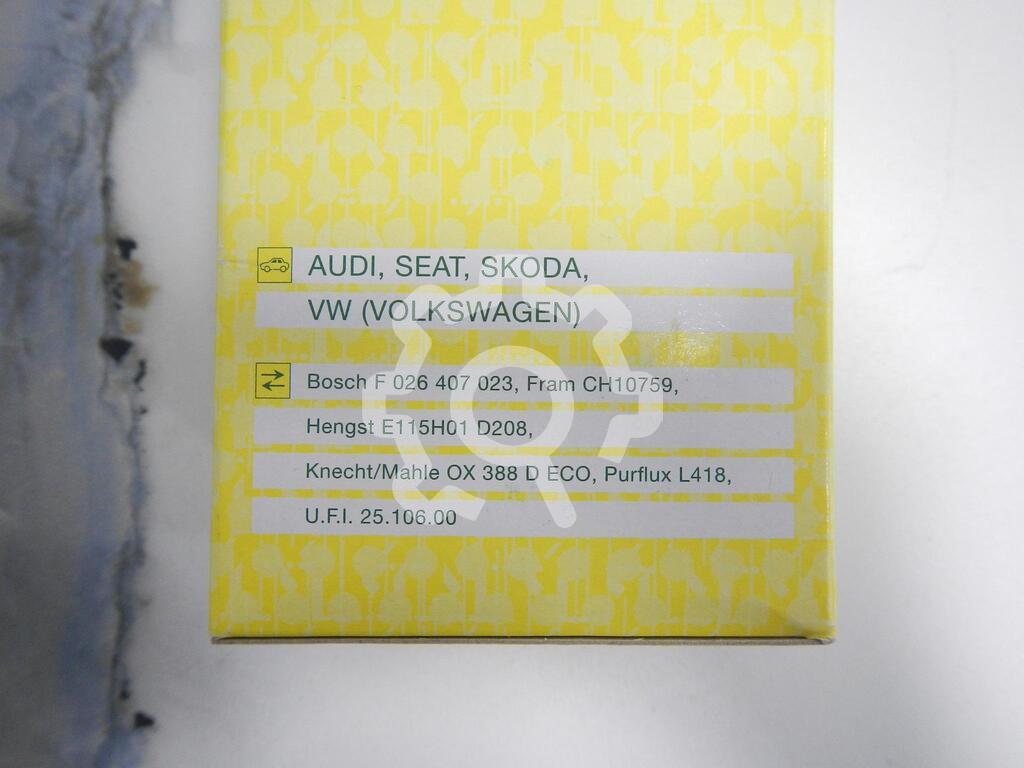 AUDI, SEAT, SKODA,
VW (VOLKSWAGEN)
Bosch F 026 407 023, Fram CH10759,
Hengst E115H01 D208,
Knecht/Mahle OX 388 D ECO, Purflux L418,
U.F.I. 25.106.00